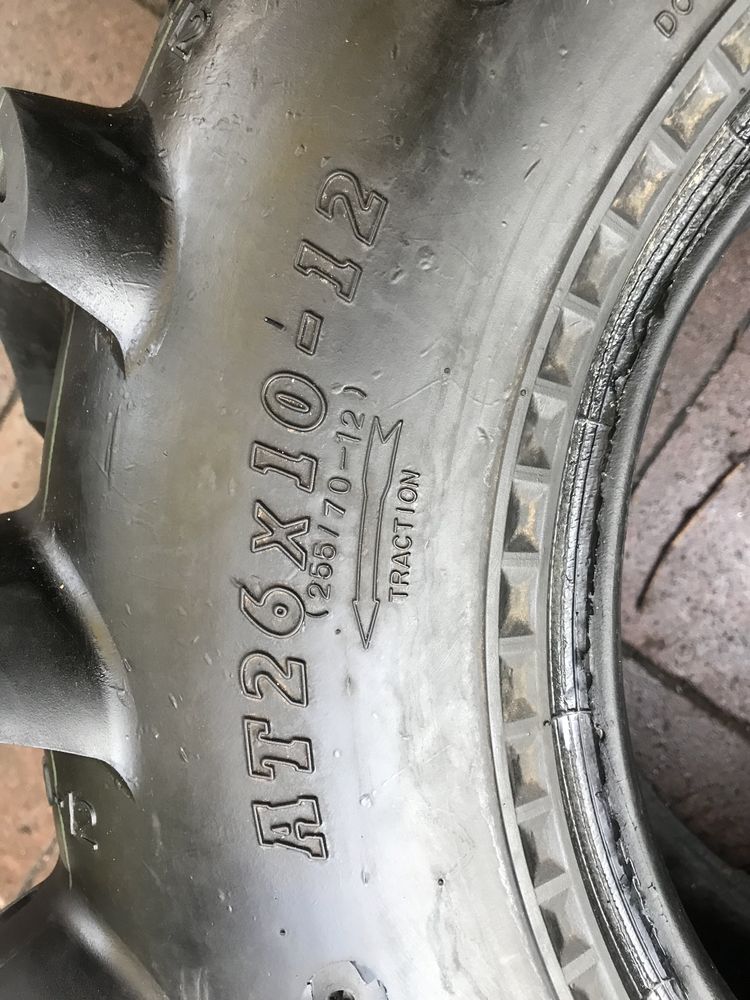 AT26X10-12
(255/70-12)
TRACTION